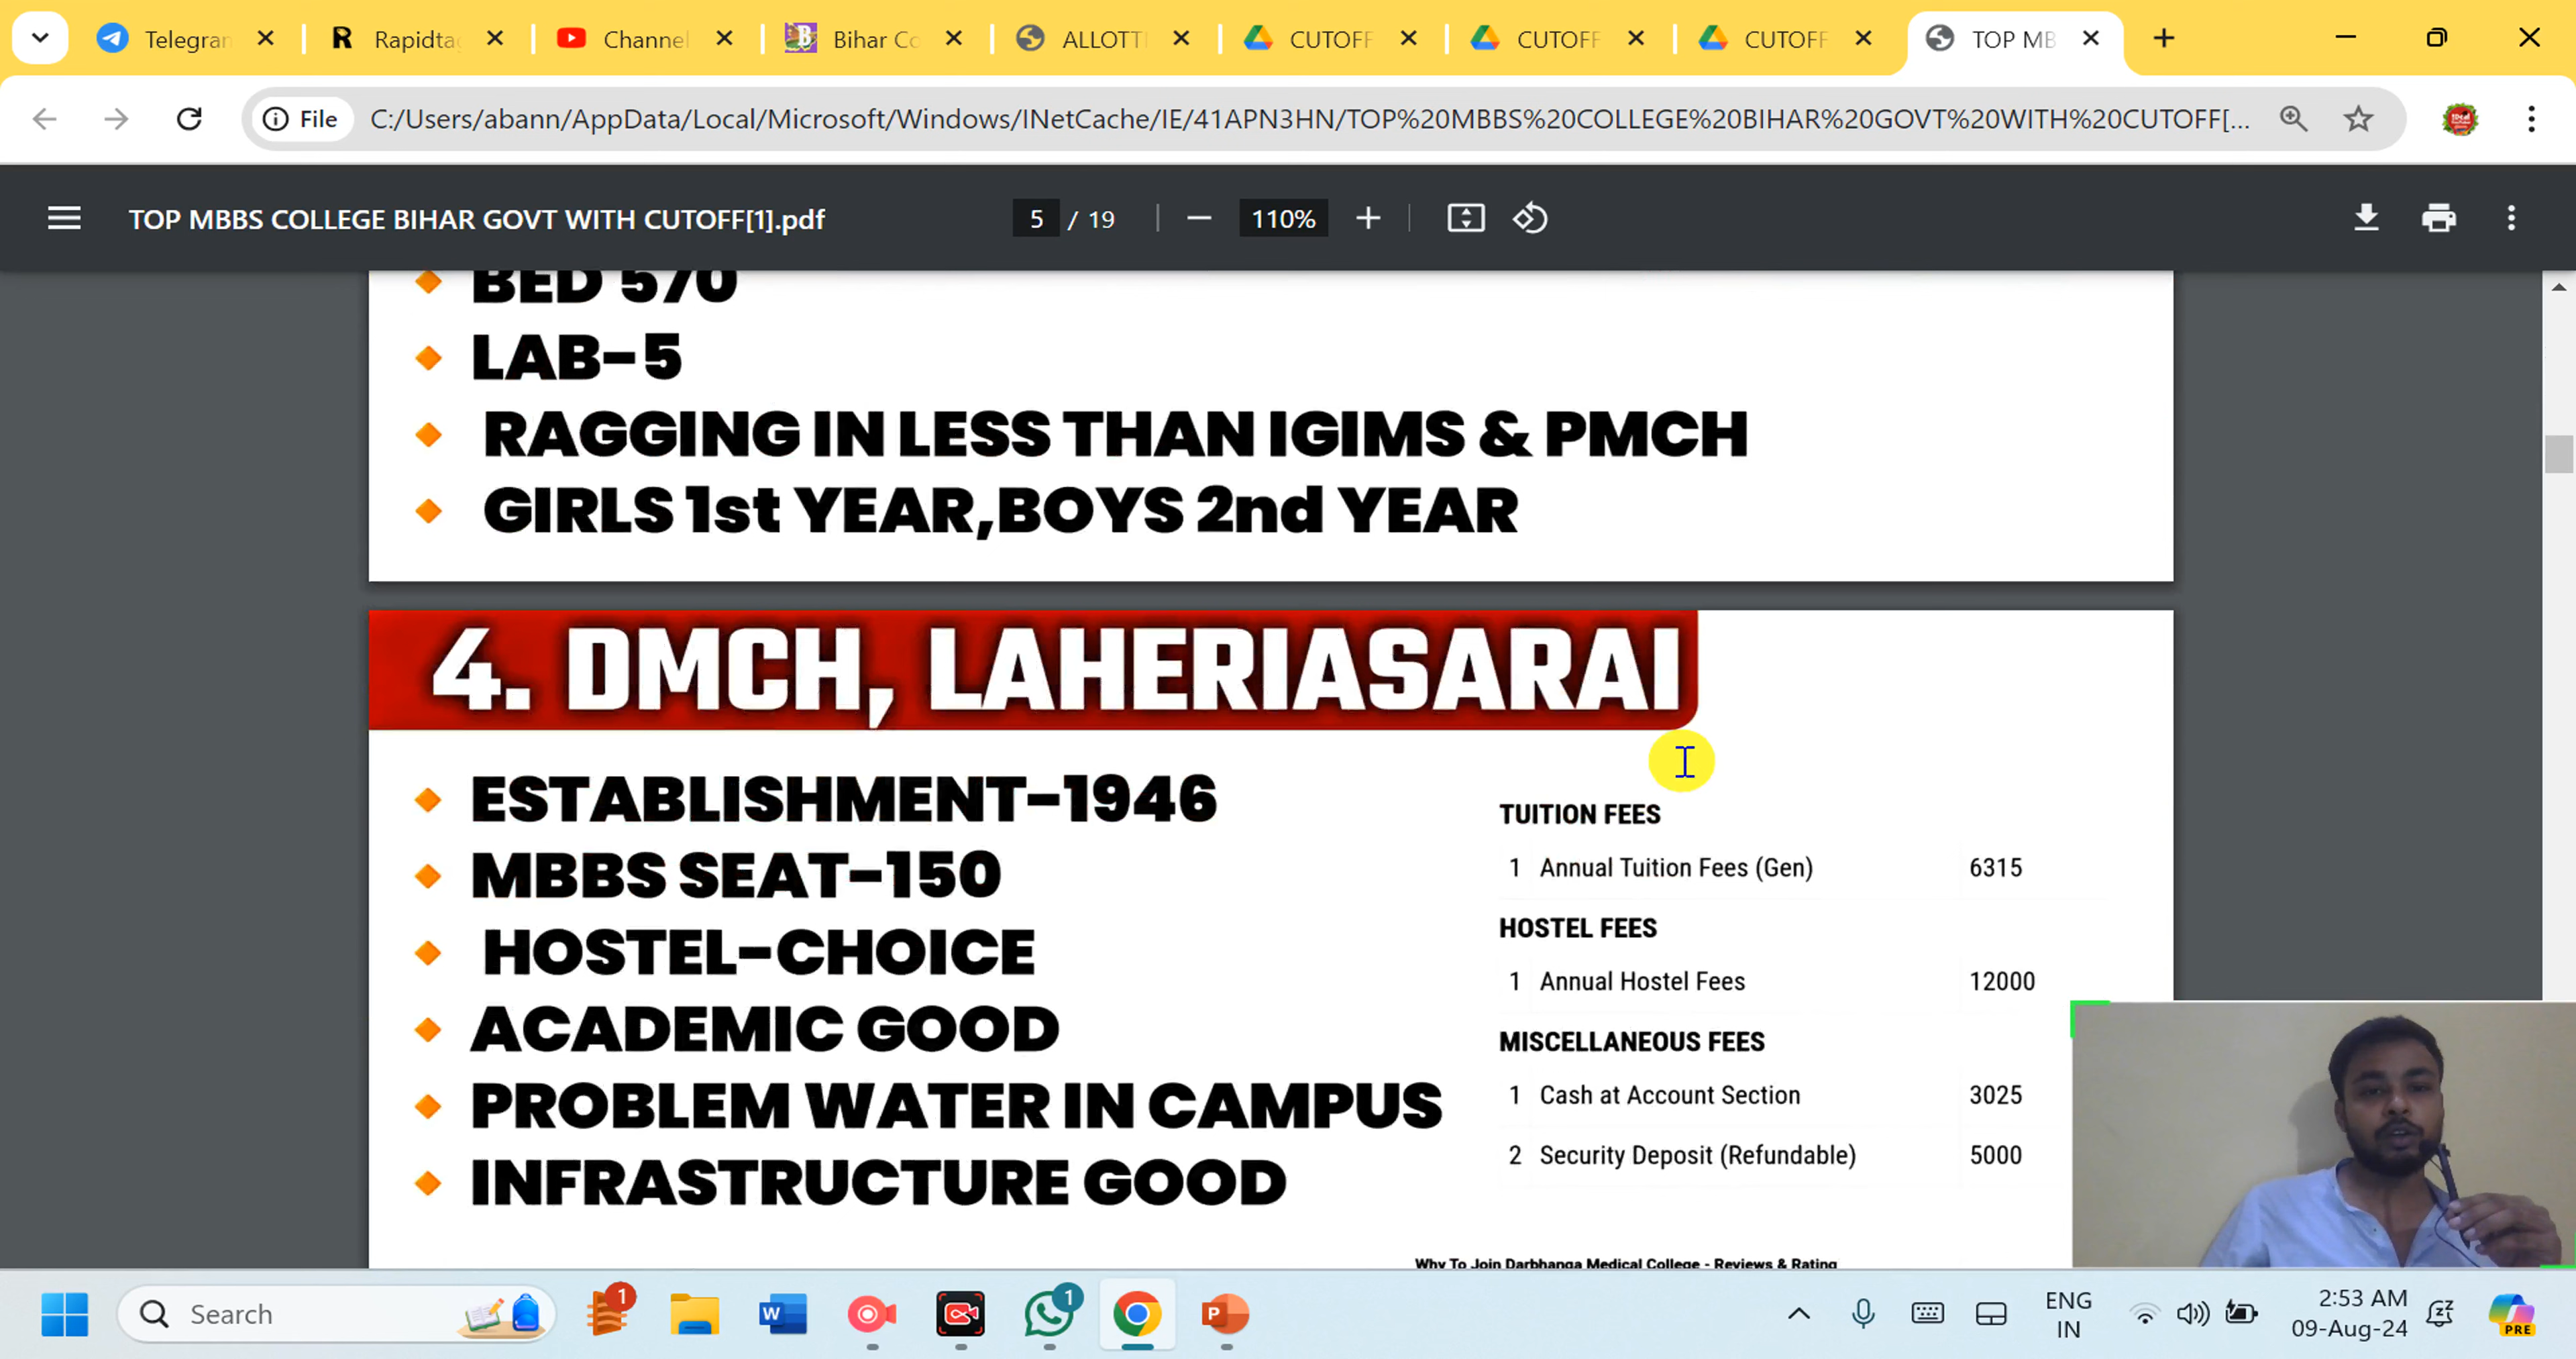 Telegran
Rapidta
Channel
Bihar Co
ALLOTT
CUTOFF
CUTOFF
CUTOFF
TOP MB
File
C:/Users/abann/AppData/Local/Microsoft/Windows/INetCache/IE/41APN3HN/TOP%20MBBS%20COLLEGE%20BIHAR%20GOVT%20WITH%20CUTOFF[...
TOP MBBS COLLEGE BIHAR GOVT WITH CUTOFF[1].pdf
5 / 19
110%
BED 570
LAB-5
RAGGING IN LESS THAN IGIMS & PMCH
GIRLS 1st YEAR,BOYS 2nd YEAR
4. DMCH, LAHERIASARAI
ESTABLISHMENT-1946
MBBS SEAT-150
HOSTEL-CHOICE
ACADEMIC GOOD
PROBLEM WATER IN CAMPUS
INFRASTRUCTURE GOOD
TUITION FEES
1 Annual Tuition Fees (Gen) 6315
HOSTEL FEES
1 Annual Hostel Fees 12000
MISCELLANEOUS FEES
1 Cash at Account Section 3025
2 Security Deposit (Refundable) 5000
Why To Join Darbhanga Medical College - Reviews & Rating
Search
1
W
1
P
ENG
IN
2:53 AM
09-Aug-24
PRE